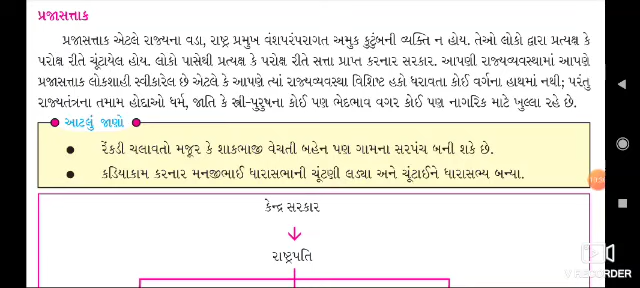 પ્રજાસત્તાક
પ્રજાસત્તાક એટલે રાજ્યના વડા, રાષ્ટ્ર પ્રમુખ વંશપરંપરાગત અમુક કુટુંબની વ્યક્તિ ન હોય. તેઓ લોકો દ્વારા પ્રત્યક્ષ કે
પરોક્ષ રીતે ચૂંટાયેલ હોય. લોકો પાસેથી પ્રત્યક્ષ કે પરોક્ષ રીતે સત્તા પ્રાપ્ત કરનાર સરકાર. આપણી રાજ્યવ્યવસ્થામાં આપણે
પ્રજાસત્તાક લોકશાહી સ્વીકારેલ છે એટલે કે આપણે ત્યાં રાજ્યવ્યવસ્થા વિશિષ્ટ હકો ધરાવતા કોઈ વર્ગના હાથમાં નથી; પરંતુ
રાજ્યતંત્રના તમામ હોદાઓ ધર્મ, જાતિ કે સ્ત્રી-પુરુષના કોઈ પણ ભેદભાવ વગર કોઈ પણ નાગરિક માટે ખુલ્લા રહે છે.
આટલું જાણો
● રેંકડી ચલાવતો મજૂર કે શાકભાજી વેચતી બહેન પણ ગામના સરપંચ બની શકે છે.
● કડિયાકામ કરનાર મનજીભાઈ ધારાસભાની ચૂંટણી લડ્યા અને ચૂંટાઈને ધારાસભ્ય બન્યા.
કેન્દ્ર સરકાર
રાષ્ટ્રપતિ
V RECORDER